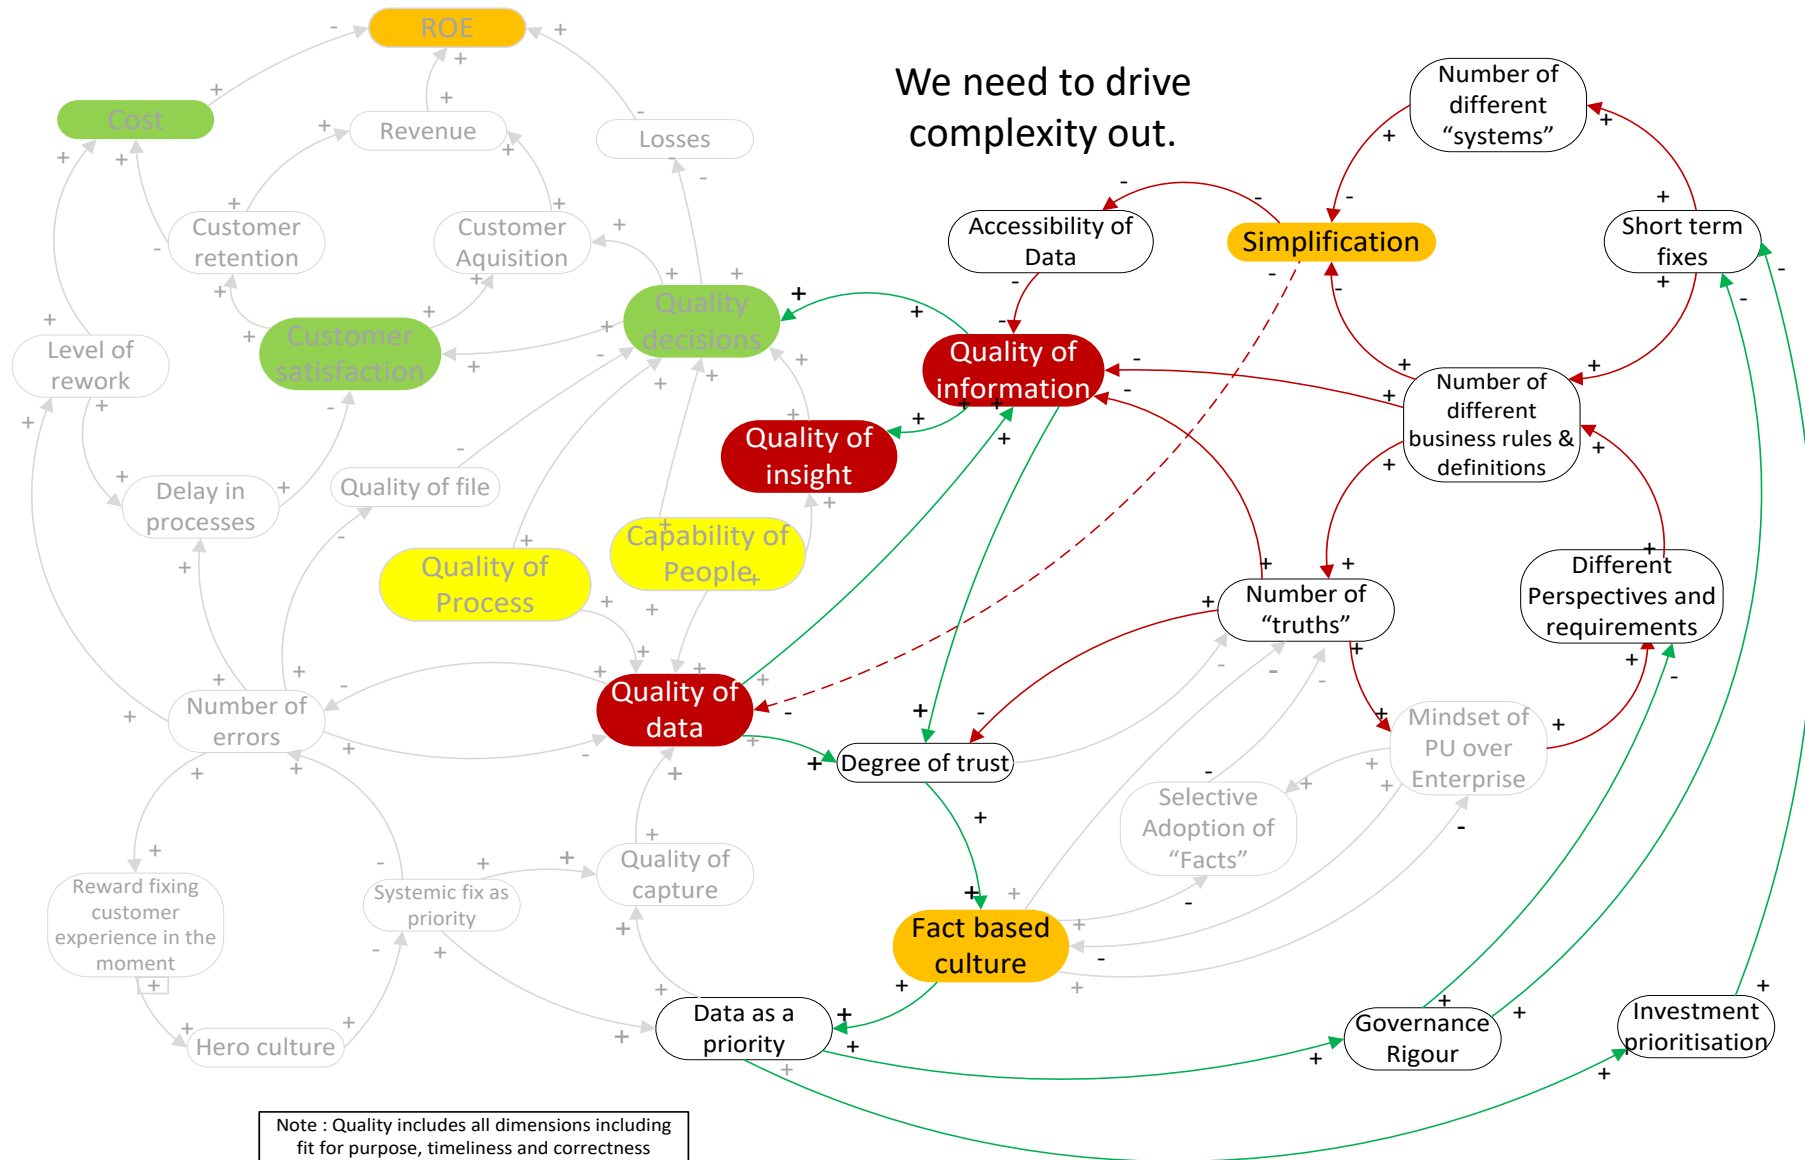 ROE
We need to drive
complexity out.
Number of
different
“systems”
Cost
Revenue
Losses
Customer
retention
Customer
Aquisition
Accessibility of
Data
Simplification
Short term
fixes
Quality
decisions
Customer
satisfaction
Level of
rework
Quality of
information
Number of
different
business rules &
definitions
Quality of
insight
Quality of file
Delay in
processes
Capability of
People
Quality of
Process
Different
Perspectives and
requirements
Number of
“truths”
Quality of
data
Number of
errors
Degree of trust
Mindset of
PU over
Enterprise
Selective
Adoption of
“Facts”
Quality of
capture
Systemic fix as
priority
Reward fixing
customer
experience in the
moment
Fact based
culture
Hero culture
Data as a
priority
Governance
Rigour
Investment
prioritisation
Note : Quality includes all dimensions including
fit for purpose, timeliness and correctness